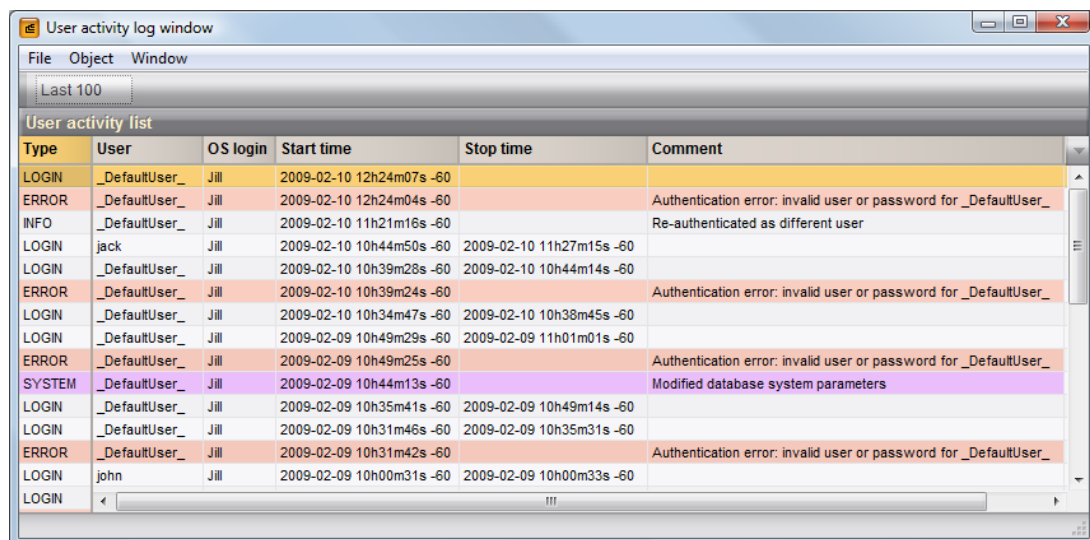 User activity log window
File Object Window
Last 100
User activity list
Type User OS login Start time Stop time Comment
LOGIN _DefaultUser_ Jill 2009-02-10 12h24m07s -60
ERROR _DefaultUser_ Jill 2009-02-10 12h24m04s -60 Authentication error: invalid user or password for _DefaultUser_
INFO _DefaultUser_ Jill 2009-02-10 11h21m16s -60 Re-authenticated as different user
LOGIN jack Jill 2009-02-10 10h44m50s -60 2009-02-10 11h27m15s -60
LOGIN _DefaultUser_ Jill 2009-02-10 10h39m28s -60 2009-02-10 10h44m14s -60
ERROR _DefaultUser_ Jill 2009-02-10 10h39m24s -60 Authentication error: invalid user or password for _DefaultUser_
LOGIN _DefaultUser_ Jill 2009-02-10 10h34m47s -60 2009-02-10 10h38m45s -60
LOGIN _DefaultUser_ Jill 2009-02-09 10h49m29s -60 2009-02-09 11h01m01s -60
ERROR _DefaultUser_ Jill 2009-02-09 10h49m25s -60 Authentication error: invalid user or password for _DefaultUser_
SYSTEM _DefaultUser_ Jill 2009-02-09 10h44m13s -60 Modified database system parameters
LOGIN _DefaultUser_ Jill 2009-02-09 10h35m41s -60 2009-02-09 10h49m14s -60
LOGIN _DefaultUser_ Jill 2009-02-09 10h31m46s -60 2009-02-09 10h35m31s -60
ERROR _DefaultUser_ Jill 2009-02-09 10h31m42s -60 Authentication error: invalid user or password for _DefaultUser_
LOGIN john Jill 2009-02-09 10h00m31s -60 2009-02-09 10h00m33s -60
LOGIN